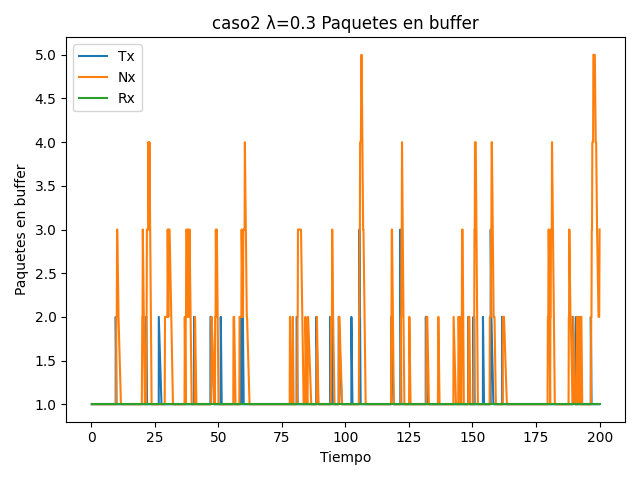 caso2 λ=0.3 Paquetes en buffer
Tx
Nx
Rx
Paquetes en buffer
5.0
4.5
4.0
3.5
3.0
2.5
2.0
1.5
1.0
0 25 50 75 100 125 150 175 200
Tiempo